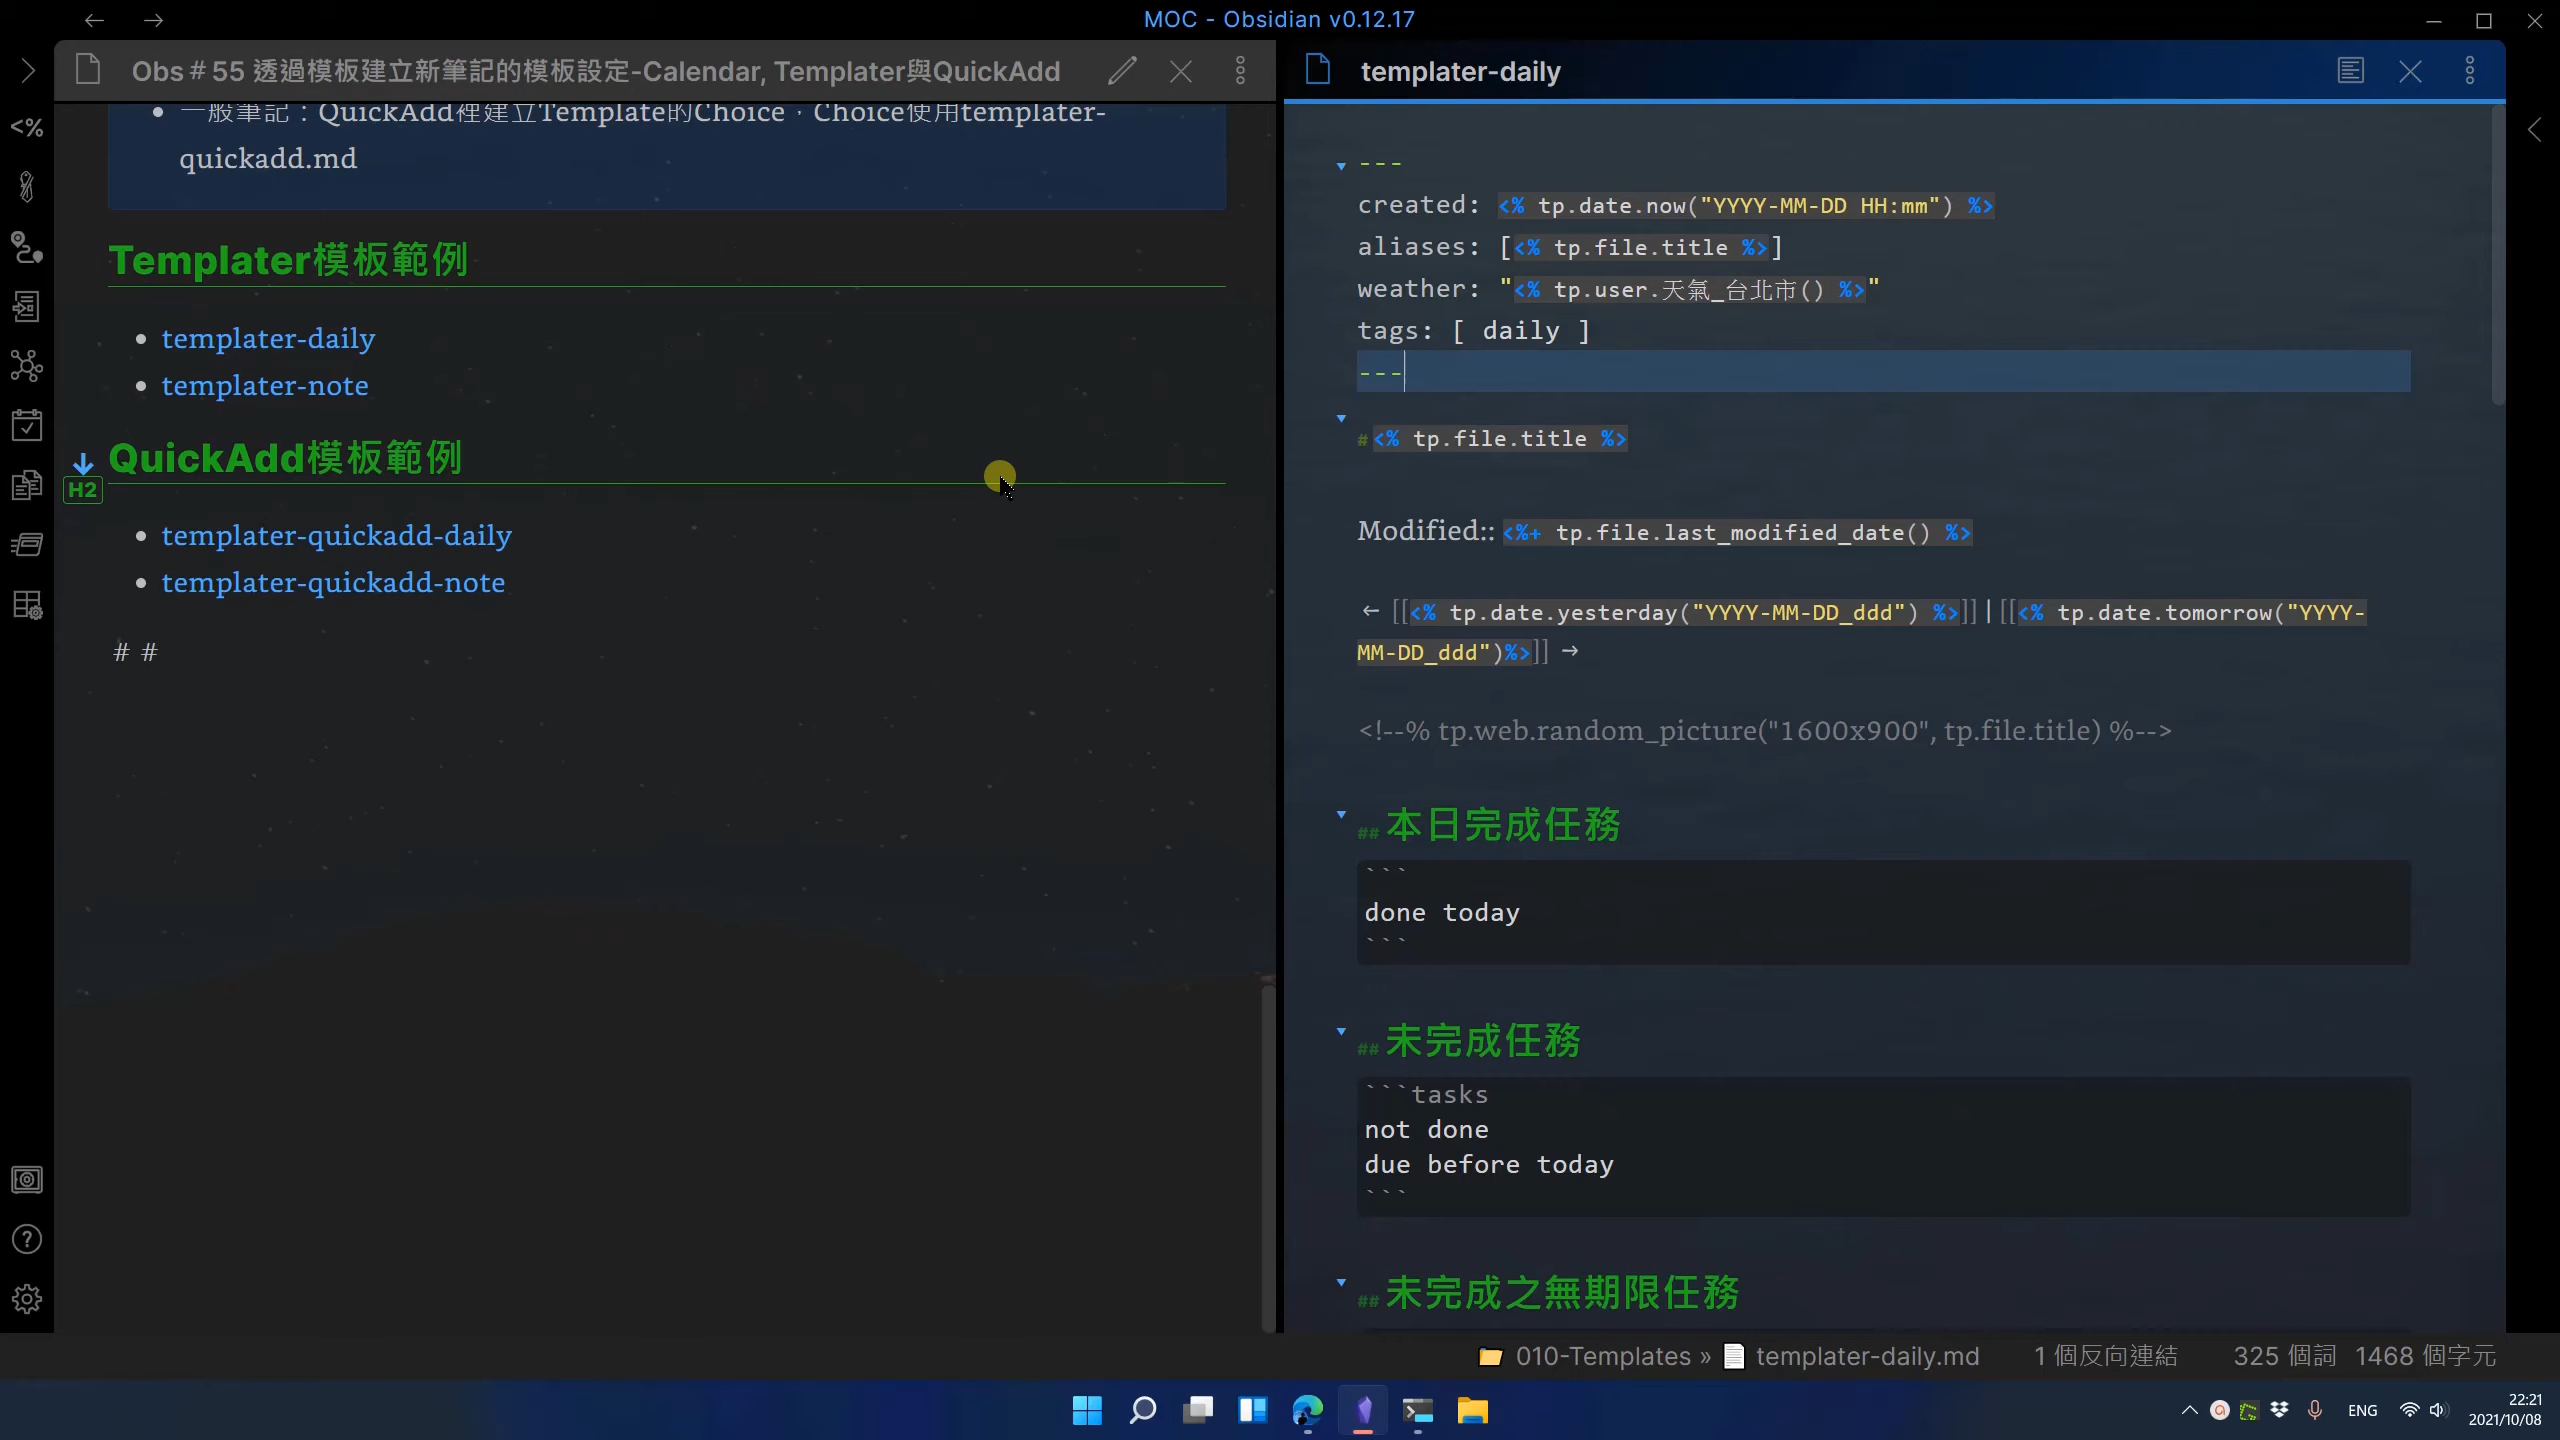 MOC - Obsidian v0.12.17
Obs＃55 透過模板建立新筆記的模板設定-Calendar, Templater與QuickAdd
一般筆記：QuickAdd裡建立Template的Choice，Choice使用templater-
quickadd.md
Templater模板範例
templater-daily
templater-note
H2
QuickAdd模板範例
templater-quickadd-daily
templater-quickadd-note
# #
<%
templater-daily
---
created: <% tp.date.now("YYYY-MM-DD HH:mm") %>
aliases: [<% tp.file.title %>]
weather: "<% tp.user.天氣_台北市() %>"
tags: [ daily ]
---
# <% tp.file.title %>
Modified:: <%+ tp.file.last_modified_date() %>
← [[<% tp.date.yesterday("YYYY-MM-DD_ddd") %>]] | [[<% tp.date.tomorrow("YYYY-
MM-DD_ddd")%>]] →
<!--% tp.web.random_picture("1600x900", tp.file.title) %-->
## 本日完成任務
```
done today
```
## 未完成任務
```tasks
not done
due before today
```
## 未完成之無期限任務
010-Templates » templater-daily.md 1 個反向連結 325 個詞 1468 個字元
ENG
22:21
2021/10/08